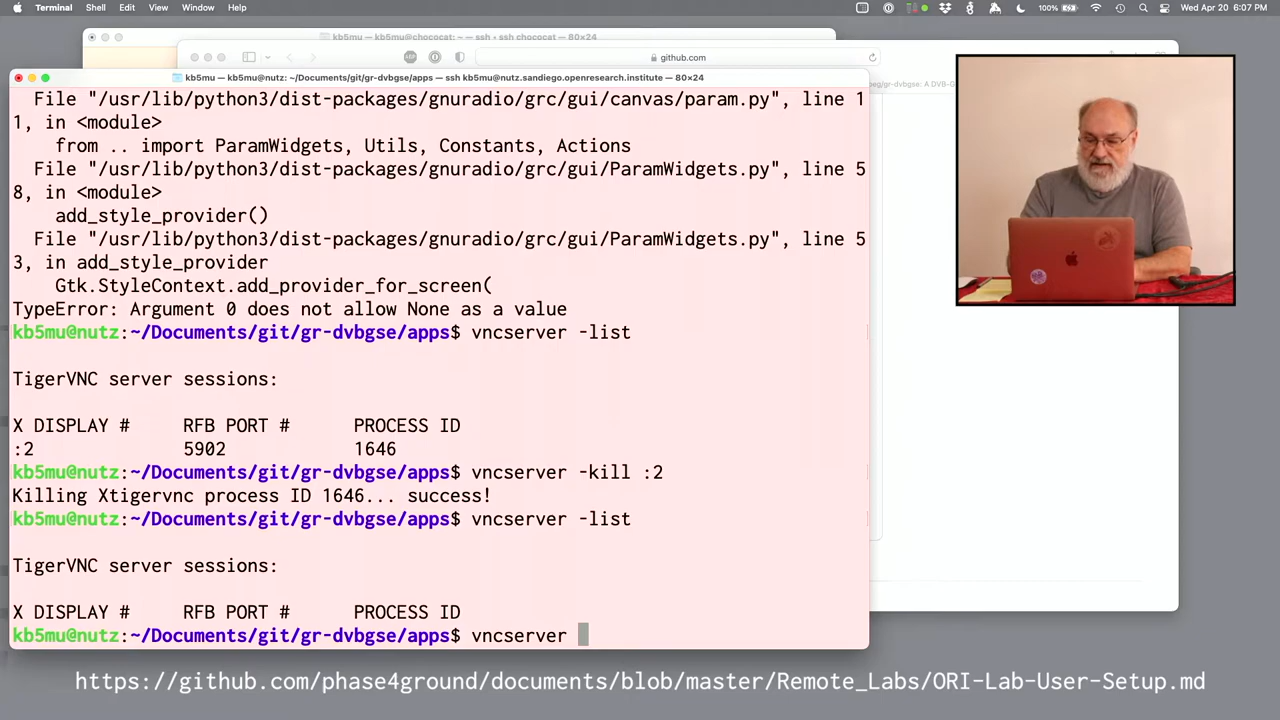 Terminal Shell Edit View Window Help 100% Wed Apr 20 6:07 PM
kb5mu — kb5mu@chococat: ~ — ssh ‹ ssh chococat — 80×24
github.com
kb5mu — kb5mu@nutz: ~/Documents/git/gr-dvbgse/apps — ssh kb5mu@nutz.sandiego.openresearch.institute — 80×24
File "/usr/lib/python3/dist-packages/gnuradio/grc/gui/canvas/param.py", line 1
1, in <module>
from .. import ParamWidgets, Utils, Constants, Actions
File "/usr/lib/python3/dist-packages/gnuradio/grc/gui/ParamWidgets.py", line 5
8, in <module>
add_style_provider()
File "/usr/lib/python3/dist-packages/gnuradio/grc/gui/ParamWidgets.py", line 5
3, in add_style_provider
Gtk.StyleContext.add_provider_for_screen(
TypeError: Argument 0 does not allow None as a value
kb5mu@nutz:~/Documents/git/gr-dvbgse/apps$ vncserver -list
TigerVNC server sessions:
X DISPLAY # RFB PORT # PROCESS ID
:2 5902 1646
kb5mu@nutz:~/Documents/git/gr-dvbgse/apps$ vncserver -kill :2
Killing Xtigervnc process ID 1646... success!
kb5mu@nutz:~/Documents/git/gr-dvbgse/apps$ vncserver -list
TigerVNC server sessions:
X DISPLAY # RFB PORT # PROCESS ID
kb5mu@nutz:~/Documents/git/gr-dvbgse/apps$ vncserver
https://github.com/phase4ground/documents/blob/master/Remote_Labs/ORI-Lab-User-Setup.md